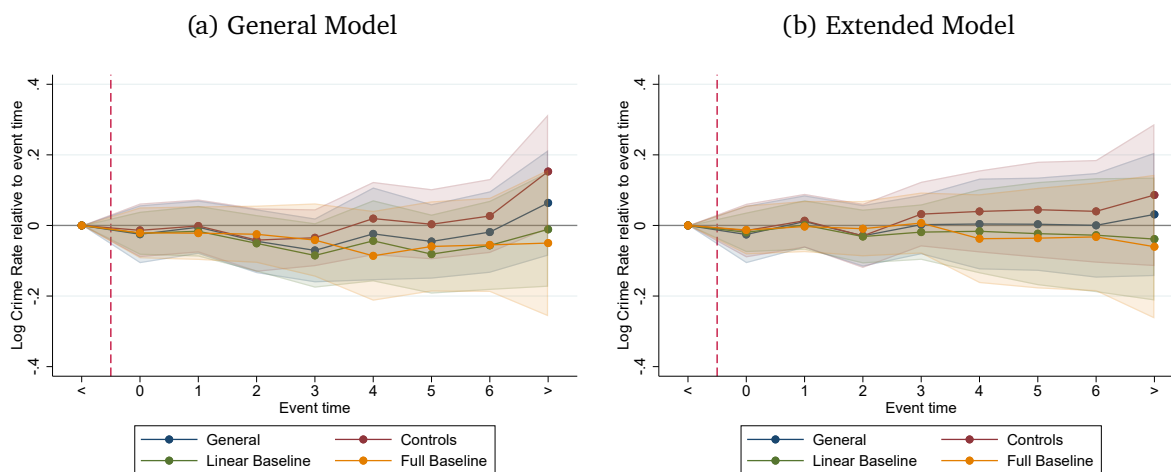 (a) General Model
Log Crime Rate relative to event time
.4
.2
0
-.2
-.4
< 0 1 2 3 4 5 6 >
Event time
General Controls
Linear Baseline Full Baseline
(b) Extended Model
Log Crime Rate relative to event time
.4
.2
0
-.2
-.4
< 0 1 2 3 4 5 6 >
Event time
General Controls
Linear Baseline Full Baseline